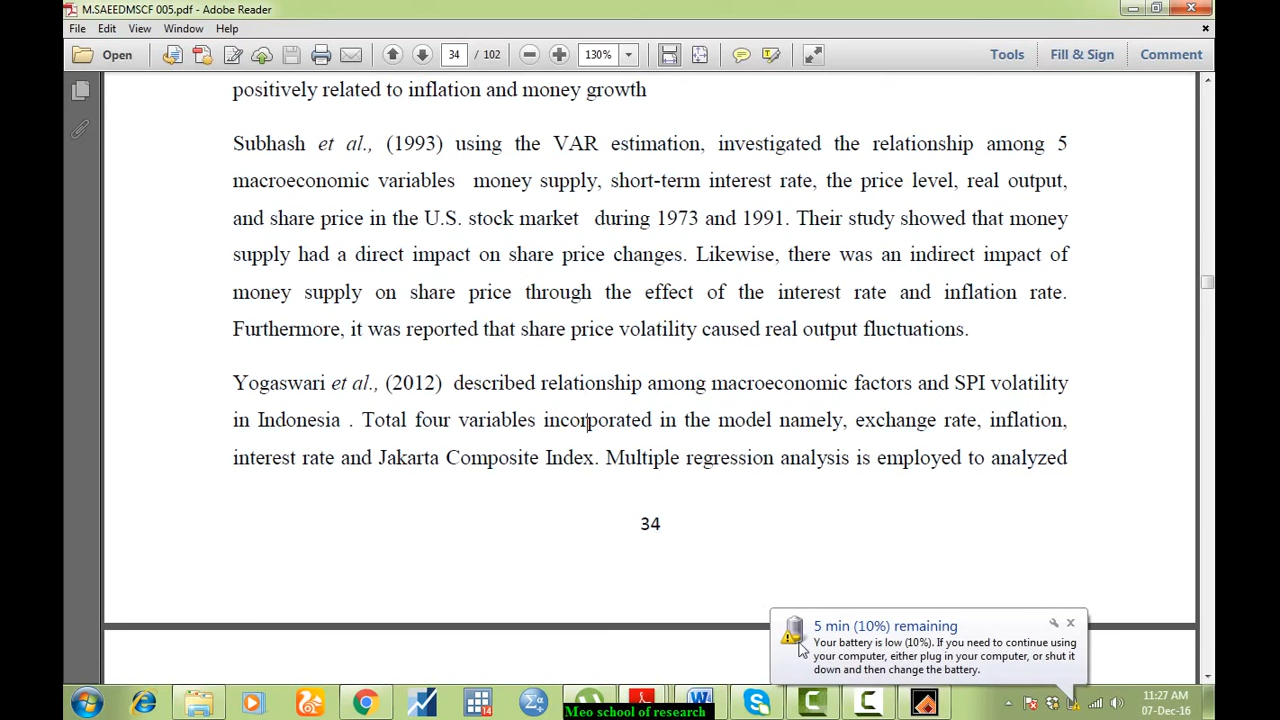 M.SAEEDMSCF 005.pdf - Adobe Reader
File Edit View Window Help
Open 34 / 102 130% Tools Fill & Sign Comment
positively related to inflation and money growth
Subhash et al., (1993) using the VAR estimation, investigated the relationship among 5
macroeconomic variables money supply, short-term interest rate, the price level, real output,
and share price in the U.S. stock market during 1973 and 1991. Their study showed that money
supply had a direct impact on share price changes. Likewise, there was an indirect impact of
money supply on share price through the effect of the interest rate and inflation rate.
Furthermore, it was reported that share price volatility caused real output fluctuations.
Yogaswari et al., (2012) described relationship among macroeconomic factors and SPI volatility
in Indonesia . Total four variables incorporated in the model namely, exchange rate, inflation,
interest rate and Jakarta Composite Index. Multiple regression analysis is employed to analyzed
34
5 min (10%) remaining
Your battery is low (10%). If you need to continue using
your computer, either plug in your computer, or shut it
down and then change the battery.
14
Meo school of research
11:27 AM
07-Dec-16